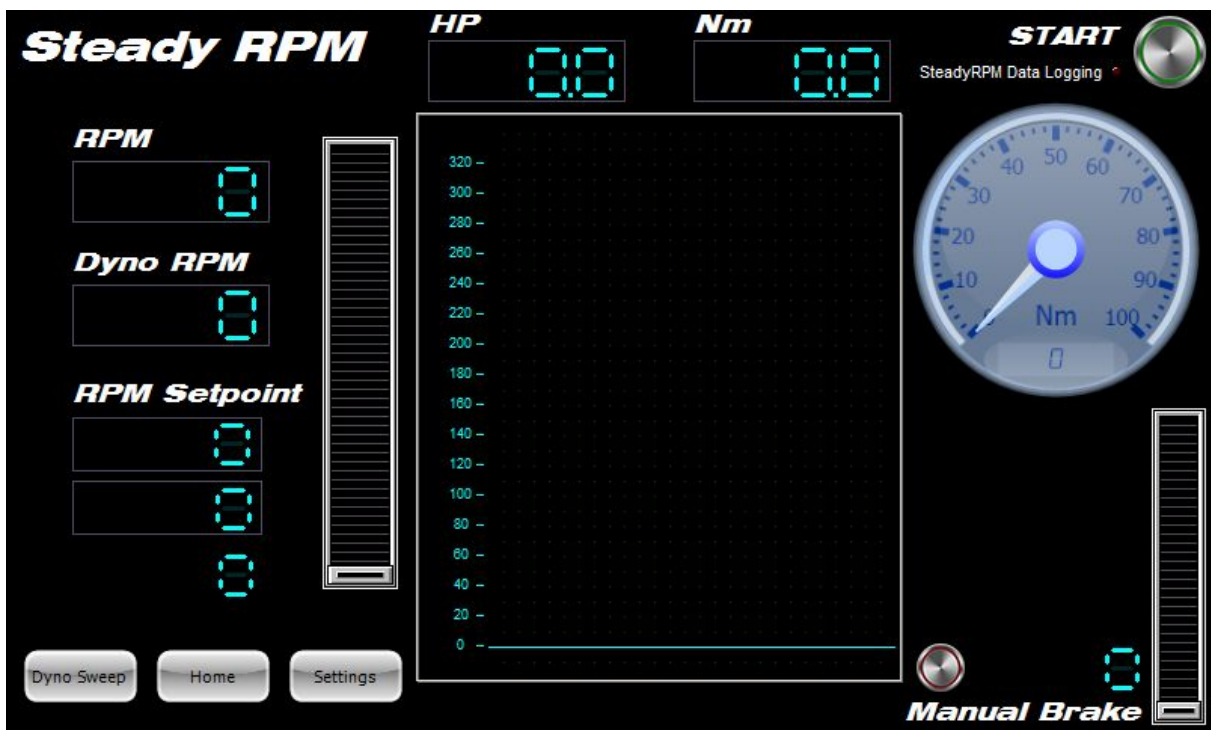 Steady RPM
HP
0.0
Nm
0.0
START
SteadyRPM Data Logging
RPM
0
Dyno RPM
0
RPM Setpoint
0
0
0
320
300
280
260
240
220
200
180
160
140
120
100
80
60
40
20
0
0
10
20
30
40
50
60
70
80
90
100
Nm
0
Dyno Sweep
Home
Settings
0
Manual Brake